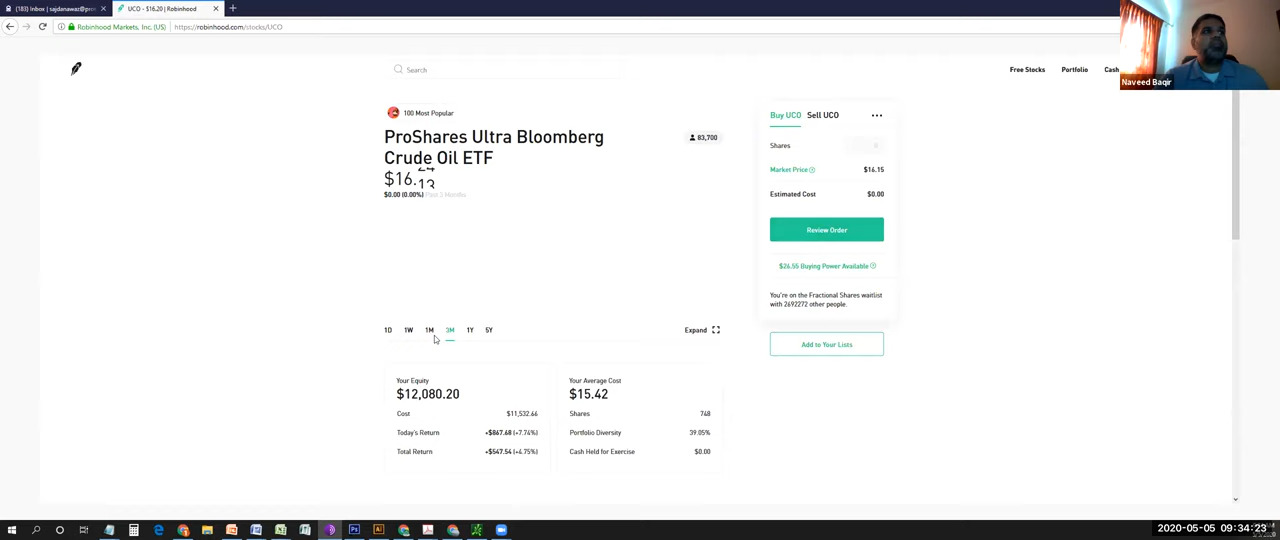 (183) Inbox | sajdanawaz@pro
UCO - $16.20 | Robinhood
Robinhood Markets, Inc. (US)
https://robinhood.com/stocks/UCO
Naveed Baqir
Search
Free Stocks
Portfolio
Cash
100 Most Popular
ProShares Ultra Bloomberg
Crude Oil ETF
83,700
$16.
$0.00 (0.00%) Past 3 Months
Buy UCO
Sell UCO
Shares
0
Market Price
$16.15
Estimated Cost
$0.00
Review Order
$26.55 Buying Power Available
You're on the Fractional Shares waitlist
with 2692272 other people.
Add to Your Lists
1D 1W 1M 3M 1Y 5Y
Expand
Your Equity
$12,080.20
Cost
$11,532.66
Today's Return
+$867.68 (+7.74%)
Total Return
+$547.54 (+4.75%)
Your Average Cost
$15.42
Shares
748
Portfolio Diversity
39.05%
Cash Held for Exercise
$0.00
2020-05-05 09:34:23